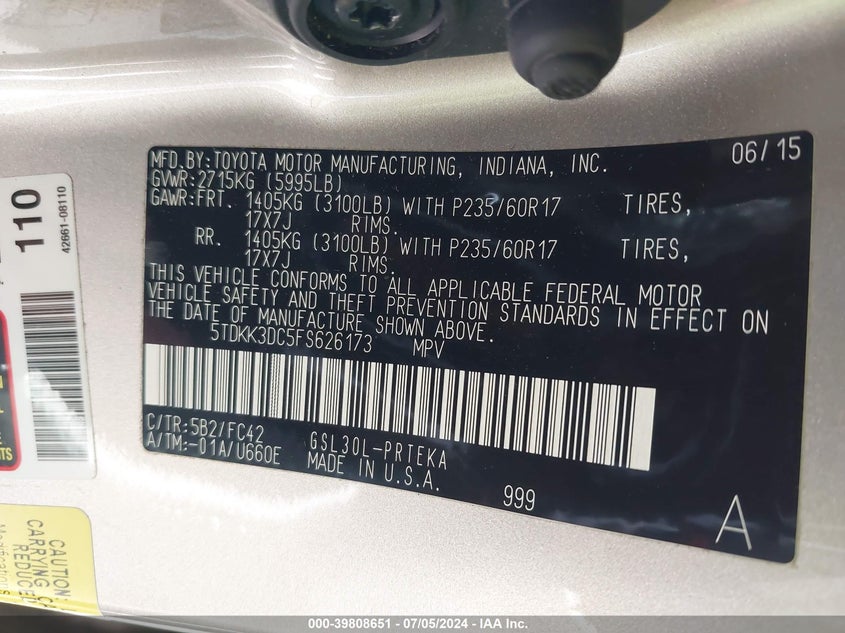 MFD.BY:TOYOTA MOTOR MANUFACTURING, INDIANA, INC. 06/15
GVWR:2715KG (5995LB)
GAWR:FRT. 1405KG (3100LB) WITH P235/60R17 TIRES,
17X7J RIMS.
RR. 1405KG (3100LB) WITH P235/60R17 TIRES,
17X7J RIMS.
THIS VEHICLE CONFORMS TO ALL APPLICABLE FEDERAL MOTOR
VEHICLE SAFETY AND THEFT PREVENTION STANDARDS IN EFFECT ON
THE DATE OF MANUFACTURE SHOWN ABOVE.
5TDKK3DC5FS626173 MPV
C/TR:5B2/FC42
A/TM:-01A/U660E
GSL30L-PRTEKA
MADE IN U.S.A.
999
A
110
42661-08110
CAUTION:
CARRYING
REDUCE
000-39808651 - 07/05/2024 - IAA Inc.